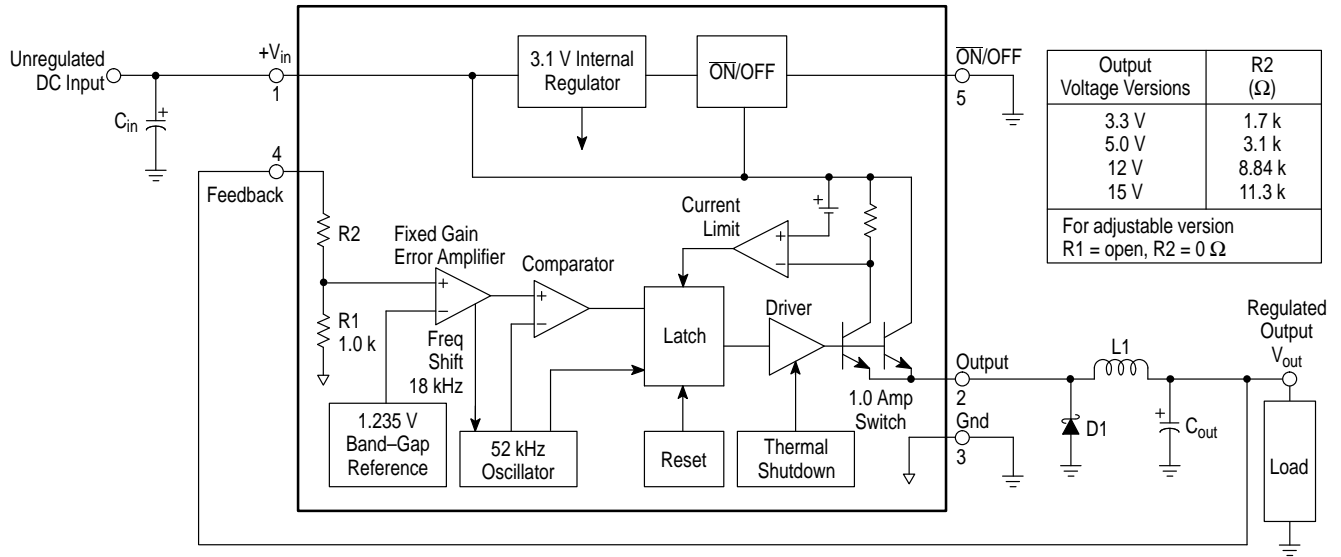 Unregulated
DC Input
+Vin
1
Cin
+
4
Feedback
3.1 V Internal
Regulator
ON/OFF
ON/OFF
5
Output
Voltage Versions
R2
(Ω)
3.3 V
1.7 k
5.0 V
3.1 k
12 V
8.84 k
15 V
11.3 k
For adjustable version
R1 = open, R2 = 0 Ω
R2
R1
1.0 k
Fixed Gain
Error Amplifier
+
–
Comparator
+
–
Current
Limit
+
–
+
Freq
Shift
18 kHz
Latch
Driver
1.0 Amp
Switch
1.235 V
Band–Gap
Reference
52 kHz
Oscillator
Reset
Thermal
Shutdown
Output
2
Gnd
3
L1
D1
+
Cout
Regulated
Output
Vout
Load